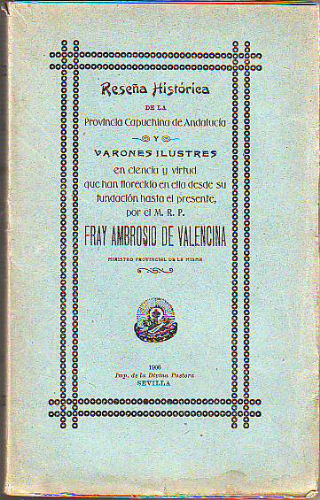 Reseña Histórica
DE LA
Provincia Capuchina de Andalucía
Y
VARONES ILUSTRES
en ciencia y virtud
que han florecido en ella desde su
fundación hasta el presente,
por el M. R. P.
FRAY AMBROSIO DE VALENCINA
MINISTRO PROVINCIAL DE LA MISMA
1906
Imp. de la Divina Pastora
SEVILLA